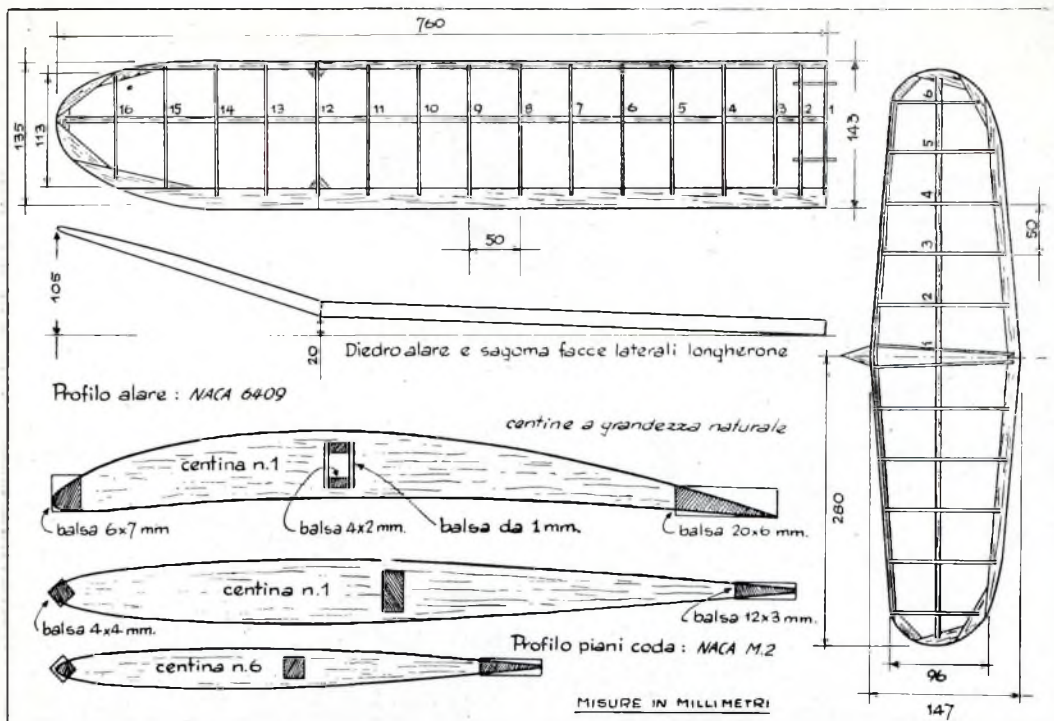 760
16 15 14 13 12 11 10 9 8 7 6 5 4 3 2 1
135
113
143
50
105
20
Diedro alare e sagoma facce laterali longherone
Profilo alare : NACA 6409
centine a grandezza naturale
centina n.1
balsa 6x7 mm
balsa 4x2 mm.
balsa da 1 mm.
balsa 20x6 mm.
centina n.1
balsa 4x4 mm.
balsa 12x3 mm.
Profilo piani coda : NACA M.2
centina n.6
MISURE IN MILLIMETRI
6
5
4
3
2
1
50
280
96
147